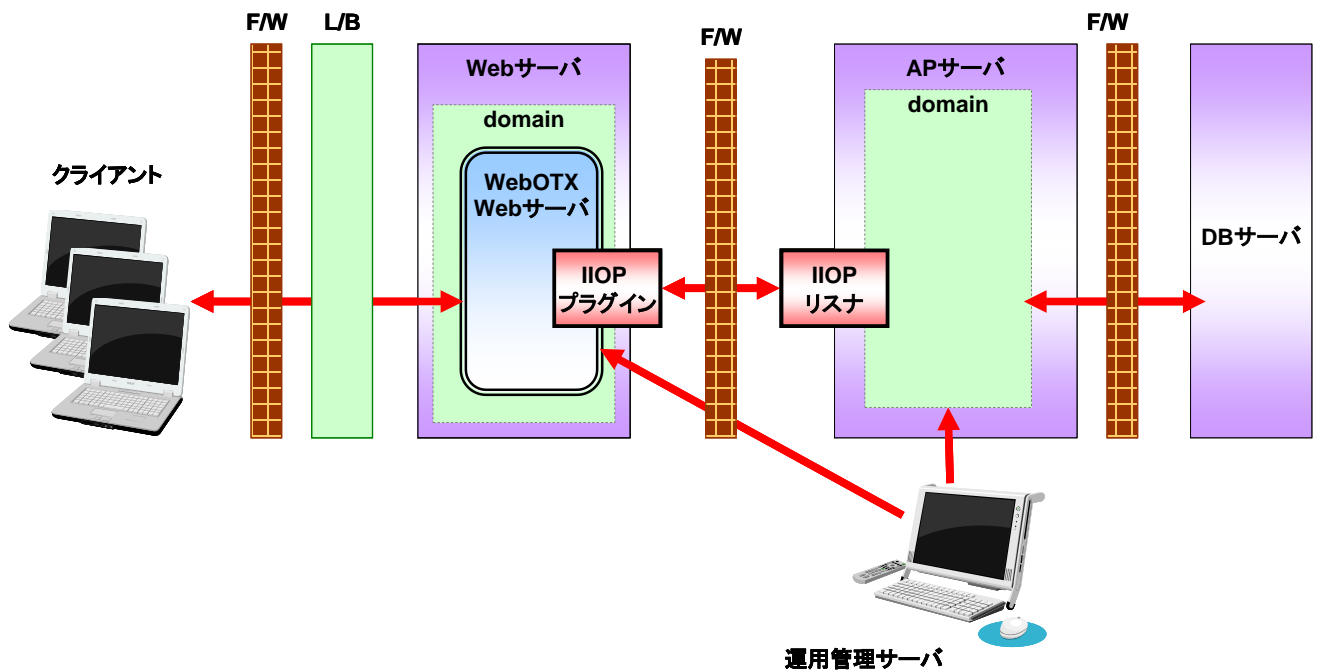 F/W
L/B
F/W
F/W
Webサーバ
APサーバ
domain
domain
クライアント
WebOTX
Webサーバ
DBサーバ
IIOP
プラグイン
IIOP
リスナ
運用管理サーバ